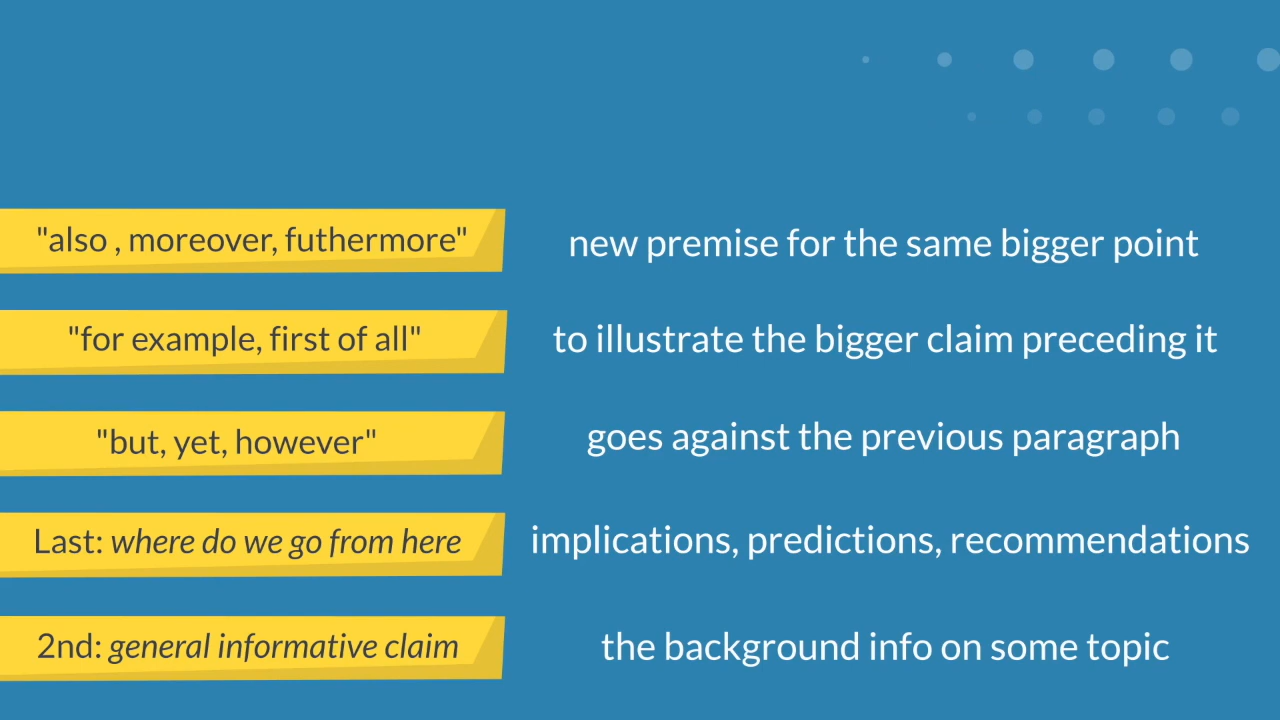 "also , moreover, futhermore" new premise for the same bigger point
"for example, first of all" to illustrate the bigger claim preceding it
"but, yet, however" goes against the previous paragraph
Last: where do we go from here implications, predictions, recommendations
2nd: general informative claim the background info on some topic